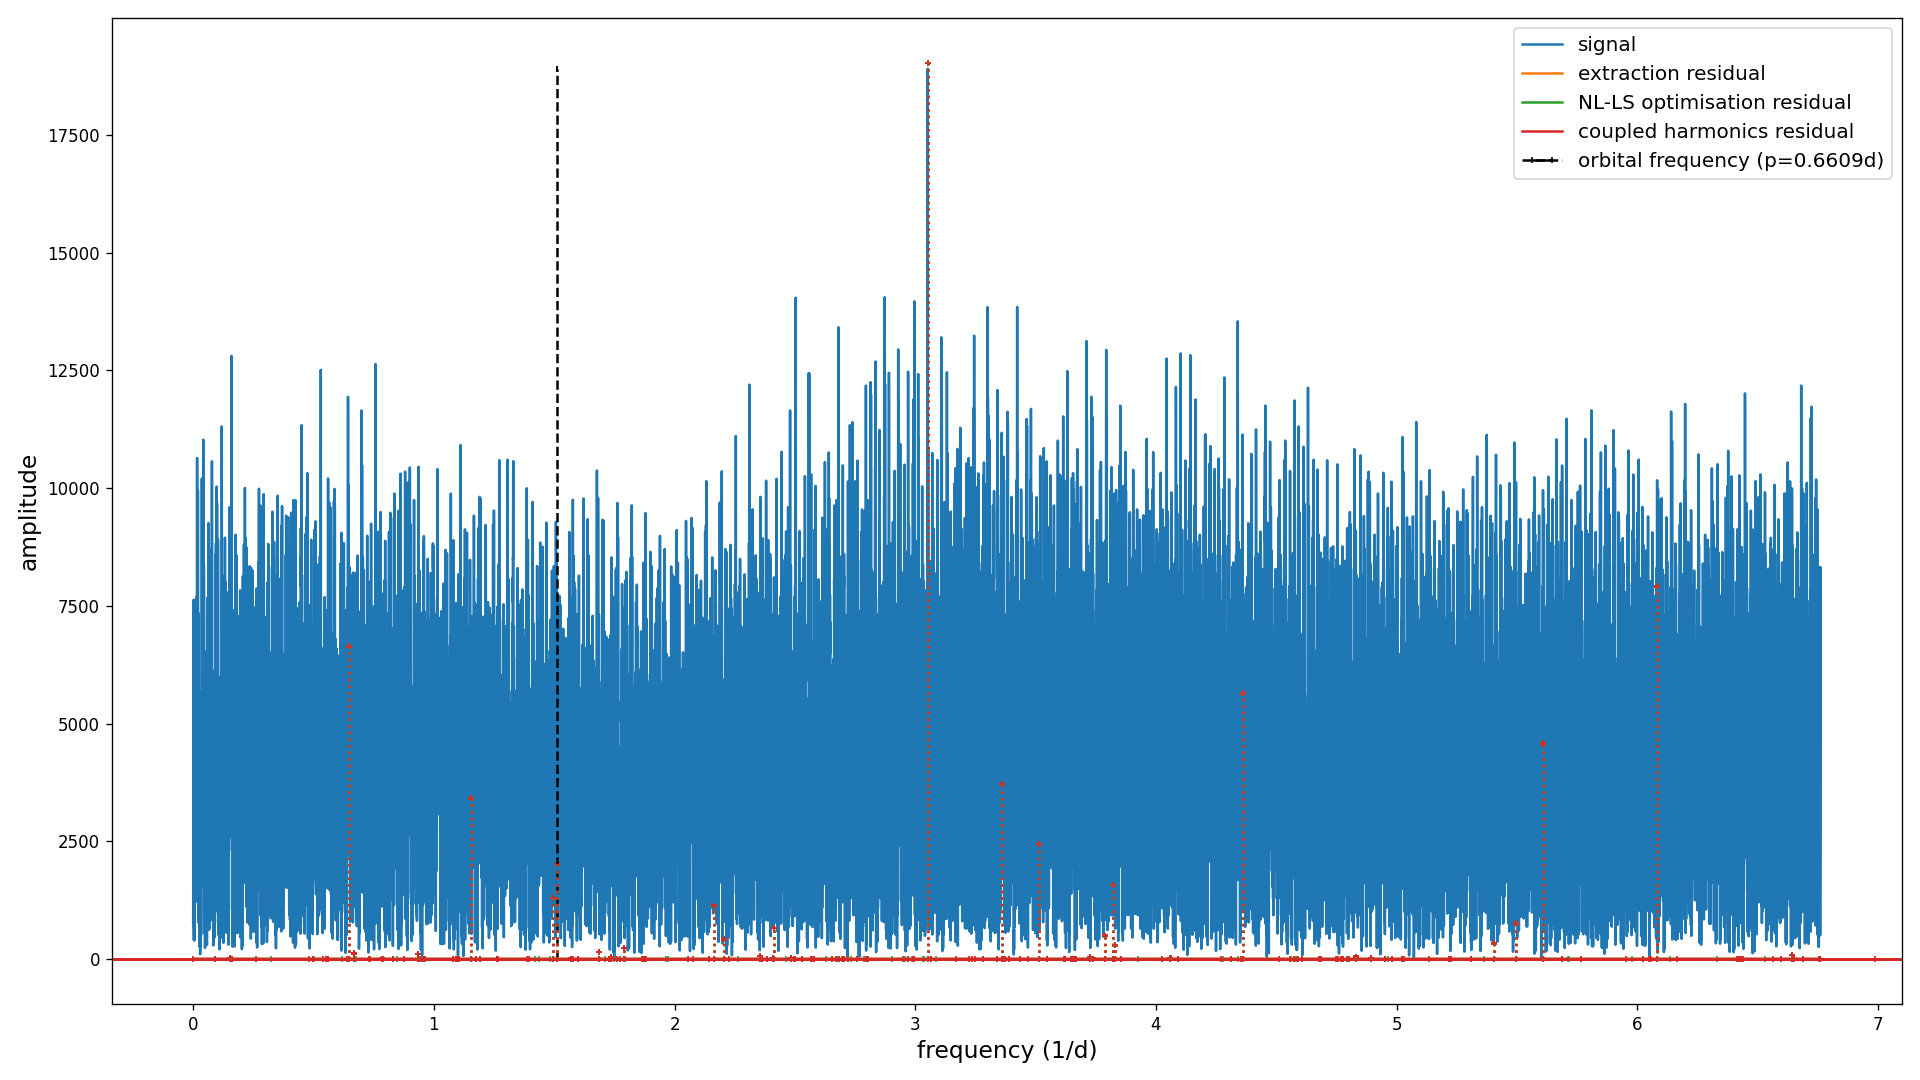 signal
extraction residual
NL-LS optimisation residual
coupled harmonics residual
orbital frequency (p=0.6609d)
amplitude
17500
15000
12500
10000
7500
5000
2500
0
0 1 2 3 4 5 6 7
frequency (1/d)